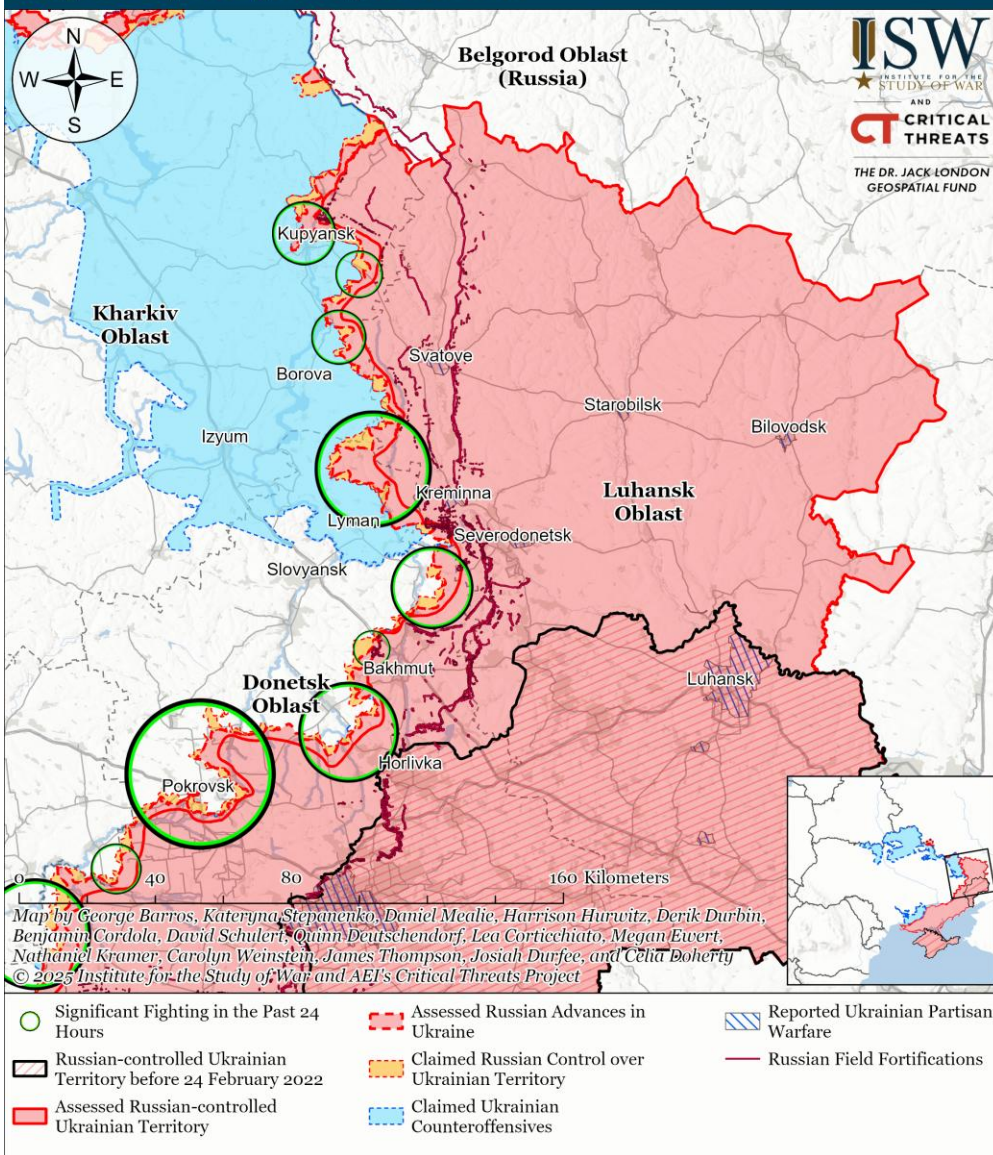 N
W E
S
Belgorod Oblast
(Russia)
ISW
INSTITUTE FOR THE
STUDY OF WAR
AND
CT CRITICAL
THREATS
THE DR. JACK LONDON
GEOSPATIAL FUND
Kupyansk
Kharkiv
Oblast
Svatove
Borova
Starobilsk
Bilovodsk
Izyum
Kreminna
Luhansk
Oblast
Lyman
Severodonetsk
Slovyansk
Bakhmut
Luhansk
Donetsk
Oblast
Horlivka
Pokrovsk
0 40 80 160 Kilometers
Map by George Barros, Kateryna Stepanenko, Daniel Mealie, Harrison Hurwitz, Derik Durbin,
Benjamin Cordola, David Schulert, Quinn Deutschendorf, Lea Corticchiato, Megan Ewert,
Nathaniel Kramer, Carolyn Weinstein, James Thompson, Josiah Durfee, and Celia Doherty
© 2025 Institute for the Study of War and AEI's Critical Threats Project
Significant Fighting in the Past 24
Hours
Russian-controlled Ukrainian
Territory before 24 February 2022
Assessed Russian-controlled
Ukrainian Territory
Assessed Russian Advances in
Ukraine
Claimed Russian Control over
Ukrainian Territory
Claimed Ukrainian
Counteroffensives
Reported Ukrainian Partisan
Warfare
Russian Field Fortifications